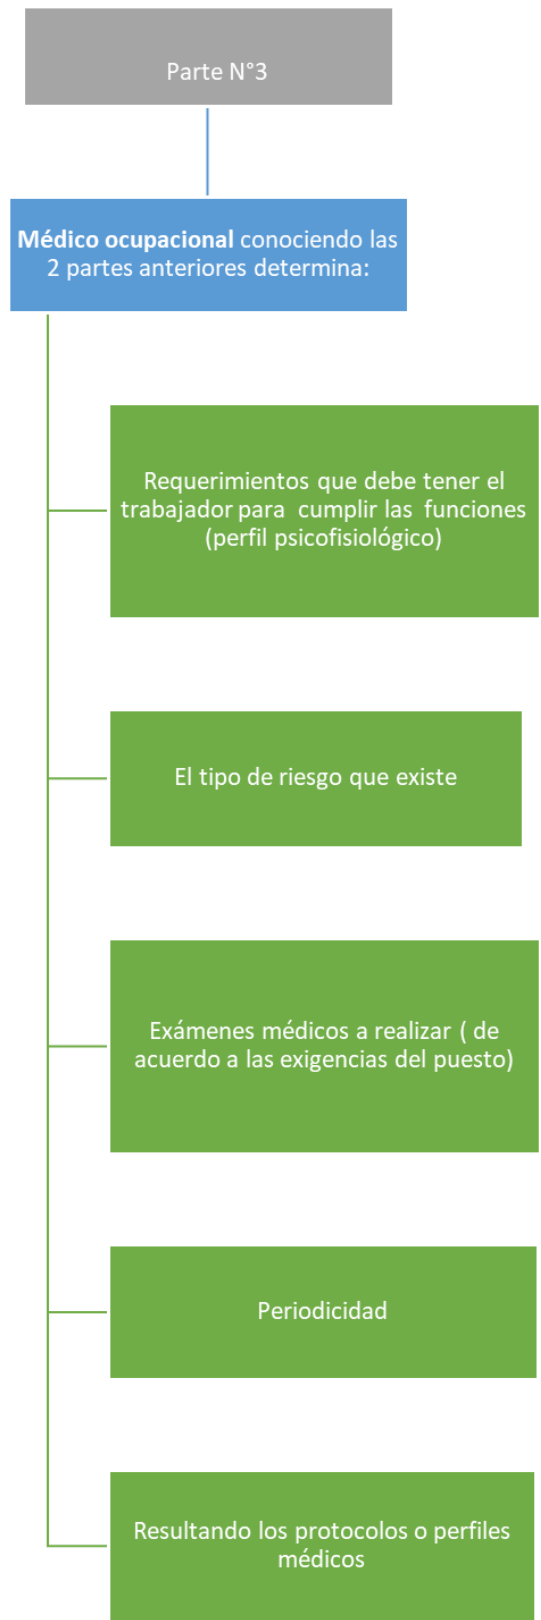 Parte N°3
Médico ocupacional conociendo las
2 partes anteriores determina:
Requerimientos que debe tener el
trabajador para cumplir las funciones
(perfil psicofisiológico)
El tipo de riesgo que existe
Exámenes médicos a realizar ( de
acuerdo a las exigencias del puesto)
Periodicidad
Resultando los protocolos o perfiles
médicos